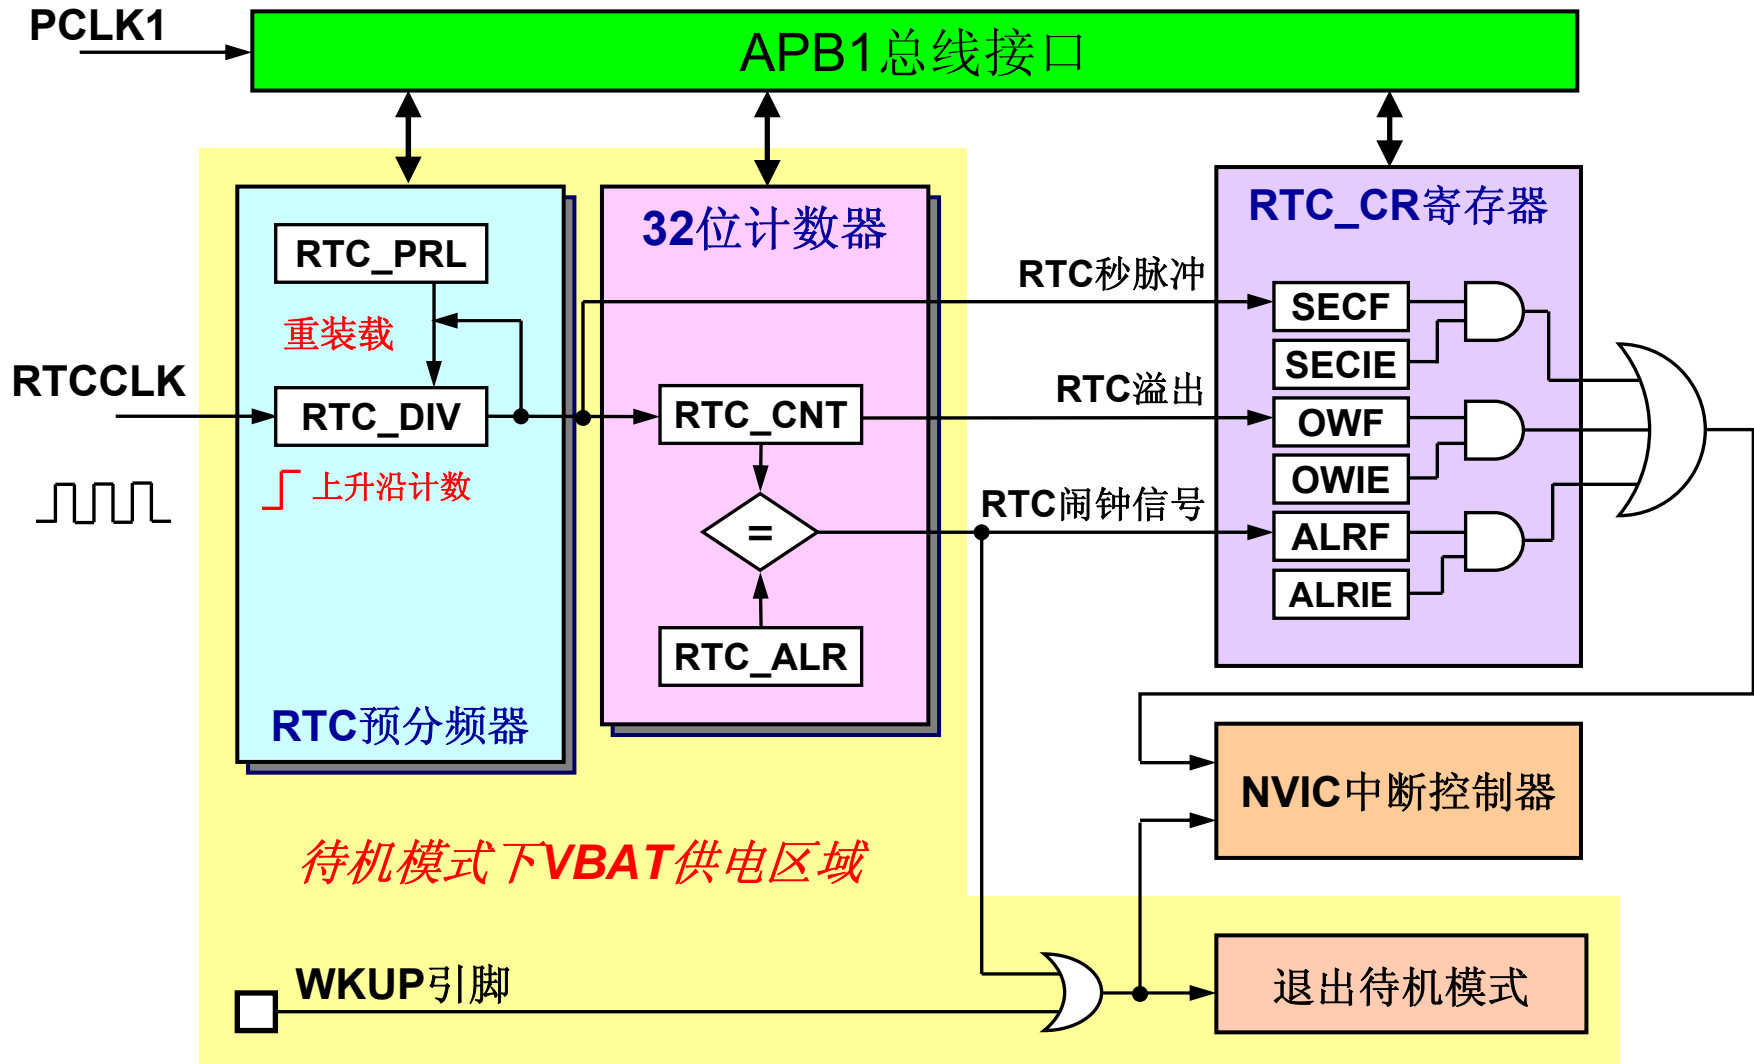 PCLK1
APB1总线接口
RTC_PRL
重装载
RTCCLK
RTC_DIV
上升沿计数
RTC预分频器
32位计数器
RTC_CNT
=
RTC_ALR
RTC秒脉冲
RTC溢出
RTC闹钟信号
RTC_CR寄存器
SECF
SECIE
OWF
OWIE
ALRF
ALRIE
NVIC中断控制器
待机模式下VBAT供电区域
WKUP引脚
退出待机模式